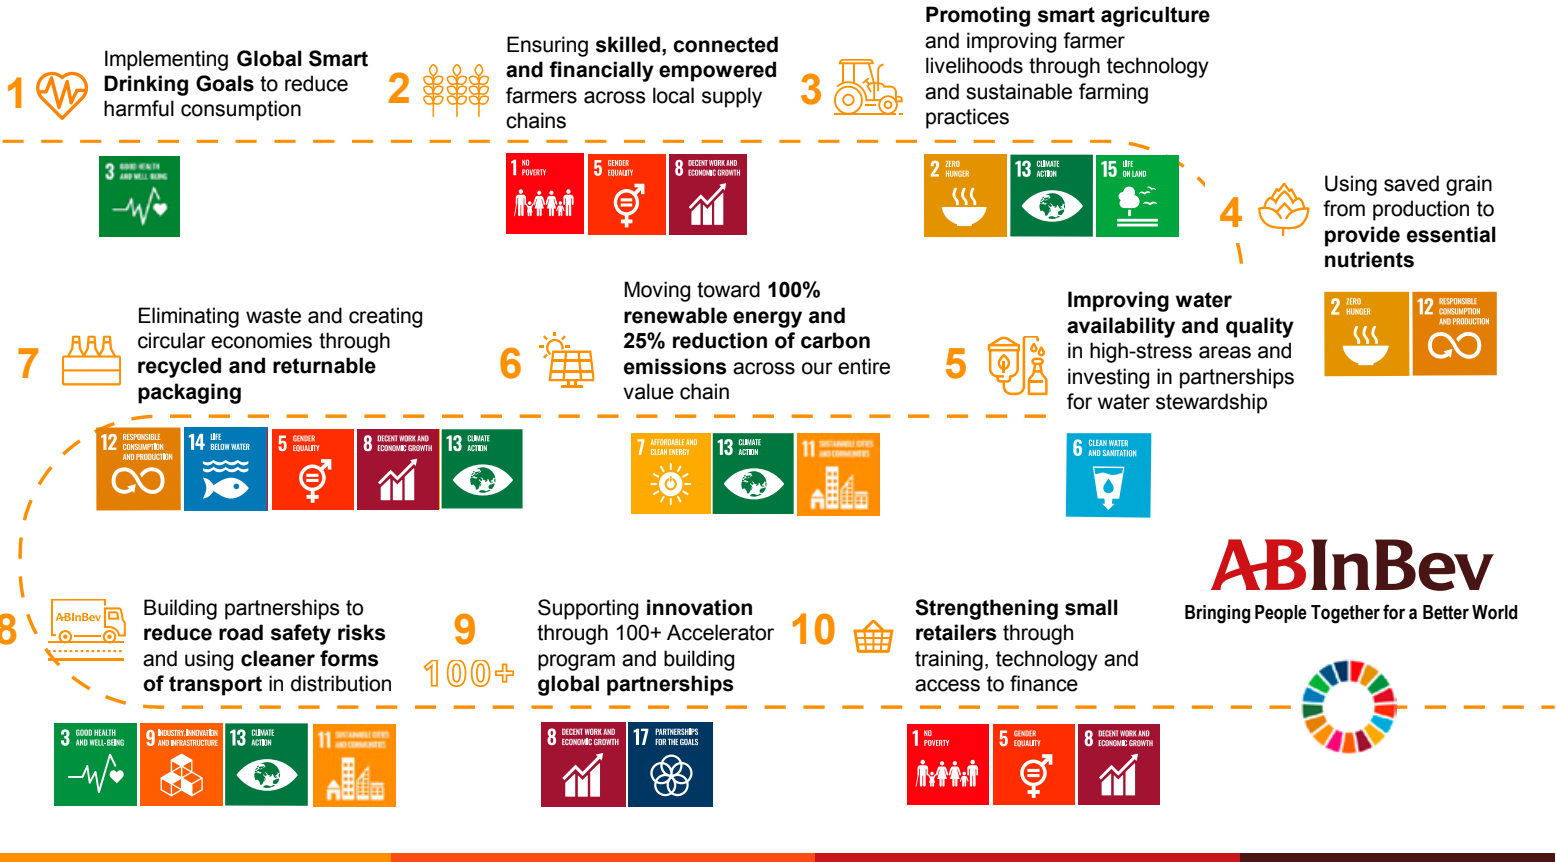 1
Implementing Global Smart
Drinking Goals to reduce
harmful consumption
3 GOOD HEALTH
AND WELL-BEING
2
Ensuring skilled, connected
and financially empowered
farmers across local supply
chains
1 NO
POVERTY
5 GENDER
EQUALITY
8 DECENT WORK AND
ECONOMIC GROWTH
3
Promoting smart agriculture
and improving farmer
livelihoods through technology
and sustainable farming
practices
2 ZERO
HUNGER
13 CLIMATE
ACTION
15 LIFE
ON LAND
4
Using saved grain
from production to
provide essential
nutrients
2 ZERO
HUNGER
12 RESPONSIBLE
CONSUMPTION
AND PRODUCTION
5
Improving water
availability and quality
in high-stress areas and
investing in partnerships
for water stewardship
6 CLEAN WATER
AND SANITATION
6
Moving toward 100%
renewable energy and
25% reduction of carbon
emissions across our entire
value chain
7 AFFORDABLE AND
CLEAN ENERGY
13 CLIMATE
ACTION
11 SUSTAINABLE CITIES
AND COMMUNITIES
7
Eliminating waste and creating
circular economies through
recycled and returnable
packaging
12 RESPONSIBLE
CONSUMPTION
AND PRODUCTION
14 LIFE
BELOW WATER
5 GENDER
EQUALITY
8 DECENT WORK AND
ECONOMIC GROWTH
13 CLIMATE
ACTION
8
ABInBev
Building partnerships to
reduce road safety risks
and using cleaner forms
of transport in distribution
3 GOOD HEALTH
AND WELL-BEING
9 INDUSTRY, INNOVATION
AND INFRASTRUCTURE
13 CLIMATE
ACTION
11 SUSTAINABLE CITIES
AND COMMUNITIES
9
100+
Supporting innovation
through 100+ Accelerator
program and building
global partnerships
8 DECENT WORK AND
ECONOMIC GROWTH
17 PARTNERSHIPS
FOR THE GOALS
10
Strengthening small
retailers through
training, technology and
access to finance
1 NO
POVERTY
5 GENDER
EQUALITY
8 DECENT WORK AND
ECONOMIC GROWTH
ABInBev
Bringing People Together for a Better World